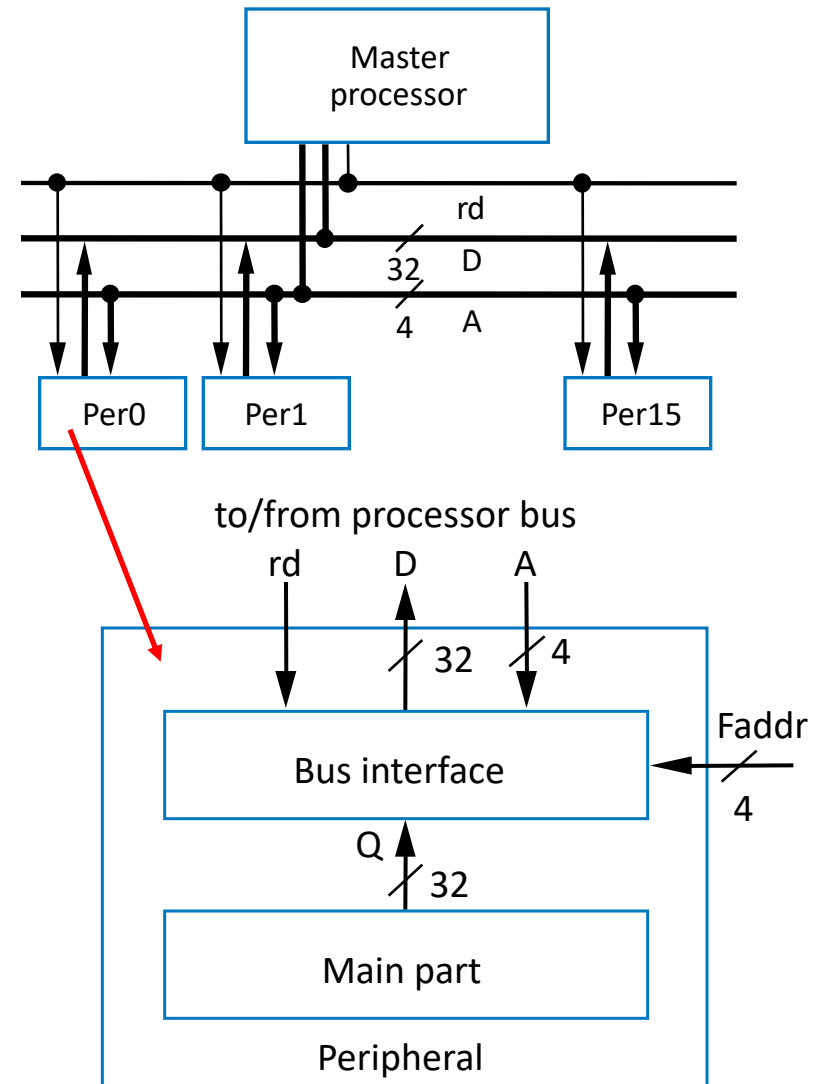 Master
processor
rd
32 D
4 A
Per0 Per1 Per15
to/from processor bus
rd D A
32 4
Faddr
Bus interface
4
Q
32
Main part
Peripheral